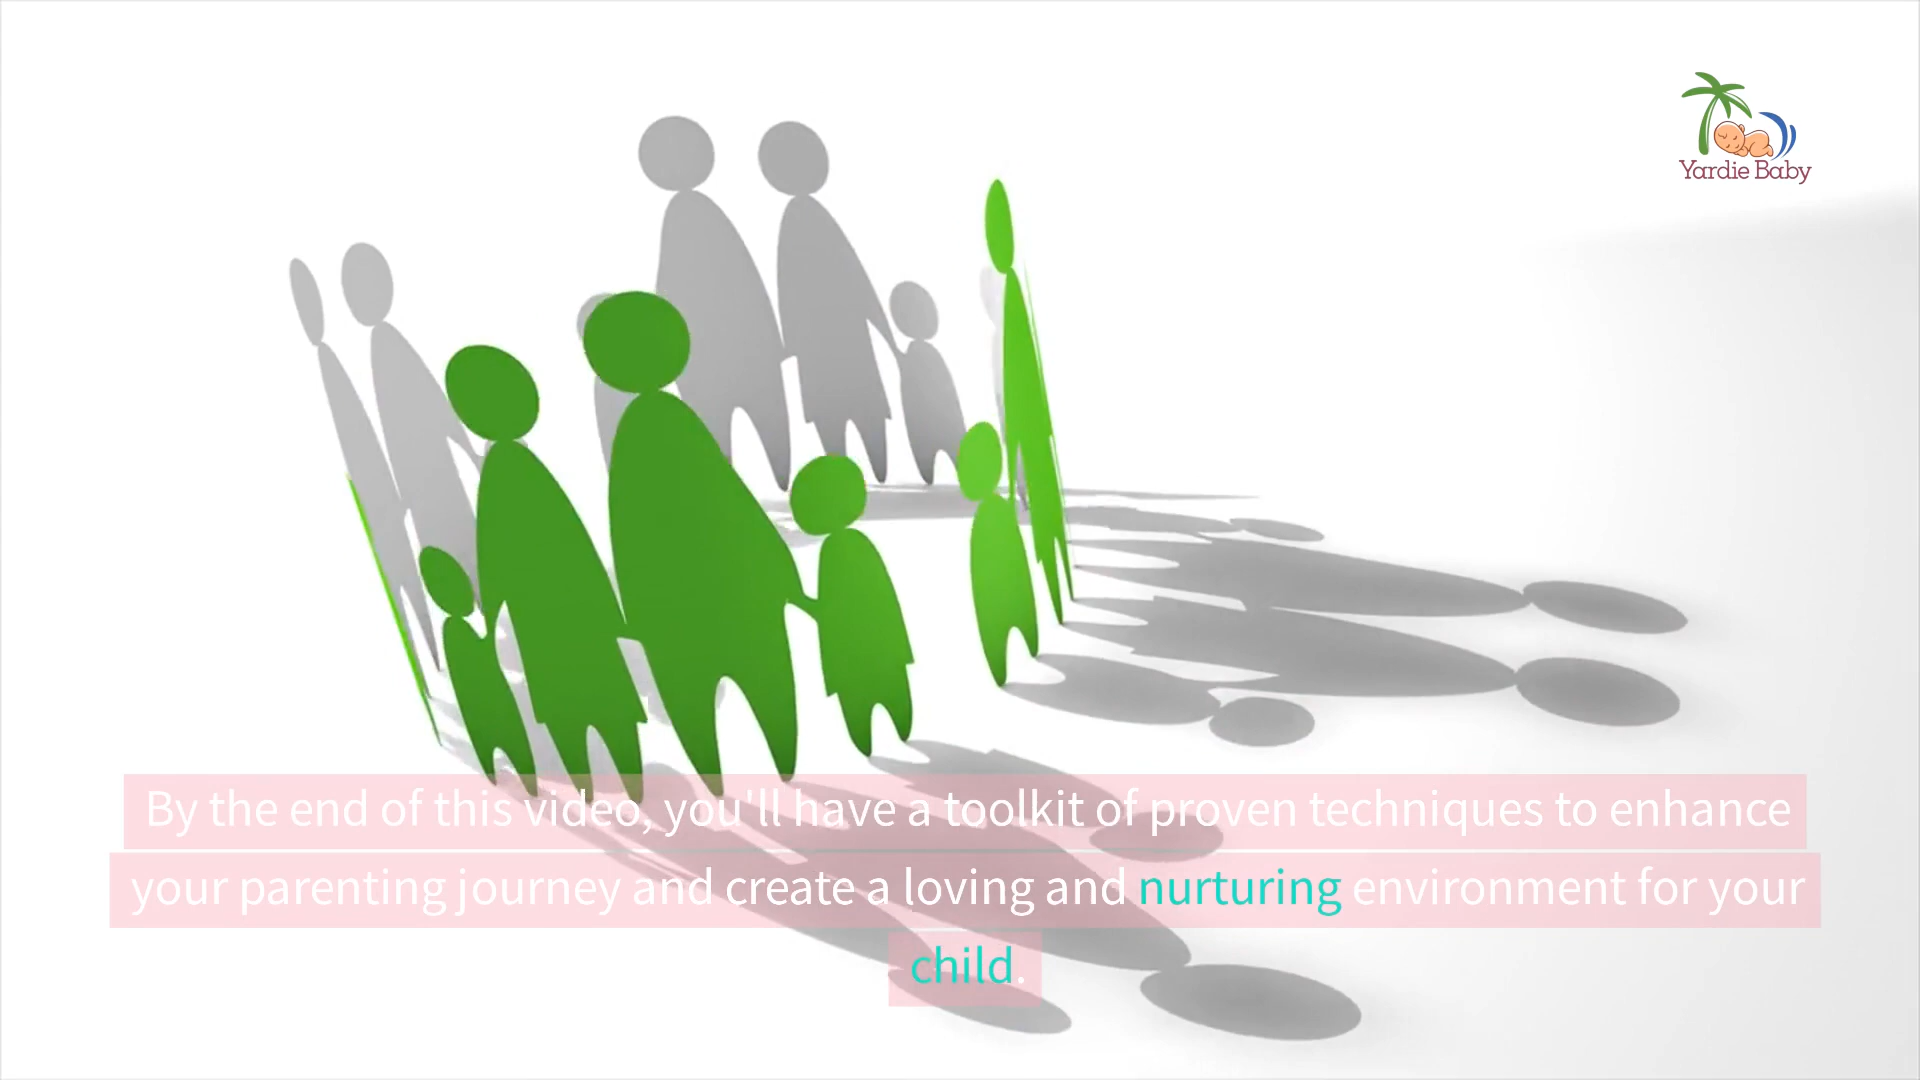 Yardie Baby
By the end of this video, you'll have a toolkit of proven techniques to enhance
your parenting journey and create a loving and nurturing environment for your
child.